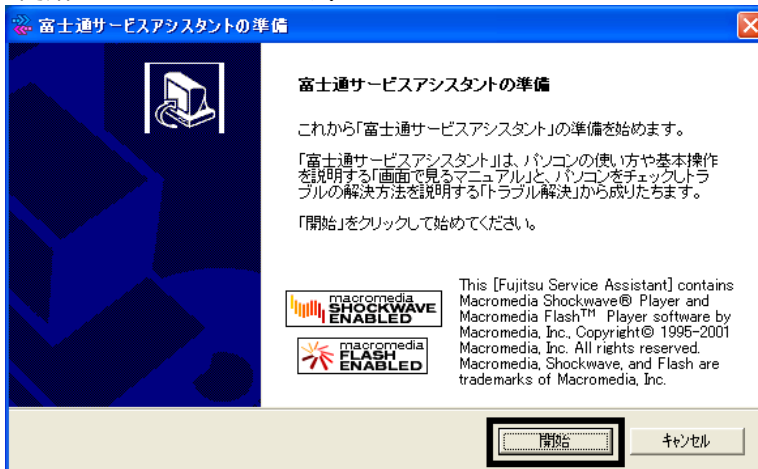 富士通サービスアシスタントの準備
富士通サービスアシスタントの準備
これから「富士通サービスアシスタント」の準備を始めます。
「富士通サービスアシスタント」は、パソコンの使い方や基本操作
を説明する「画面で見るマニュアル」と、パソコンをチェックしトラ
ブルの解決方法を説明する「トラブル解決」から成りたちます。
「開始」をクリックして始めてください。
macromedia
SHOCKWAVE
ENABLED
macromedia
FLASH
ENABLED
This [Fujitsu Service Assistant] contains
Macromedia Shockwave® Player and
Macromedia Flash™ Player software by
Macromedia, Inc., Copyright© 1995-2001
Macromedia, Inc. All rights reserved.
Macromedia, Shockwave, and Flash are
trademarks of Macromedia, Inc.
開始
キャンセル